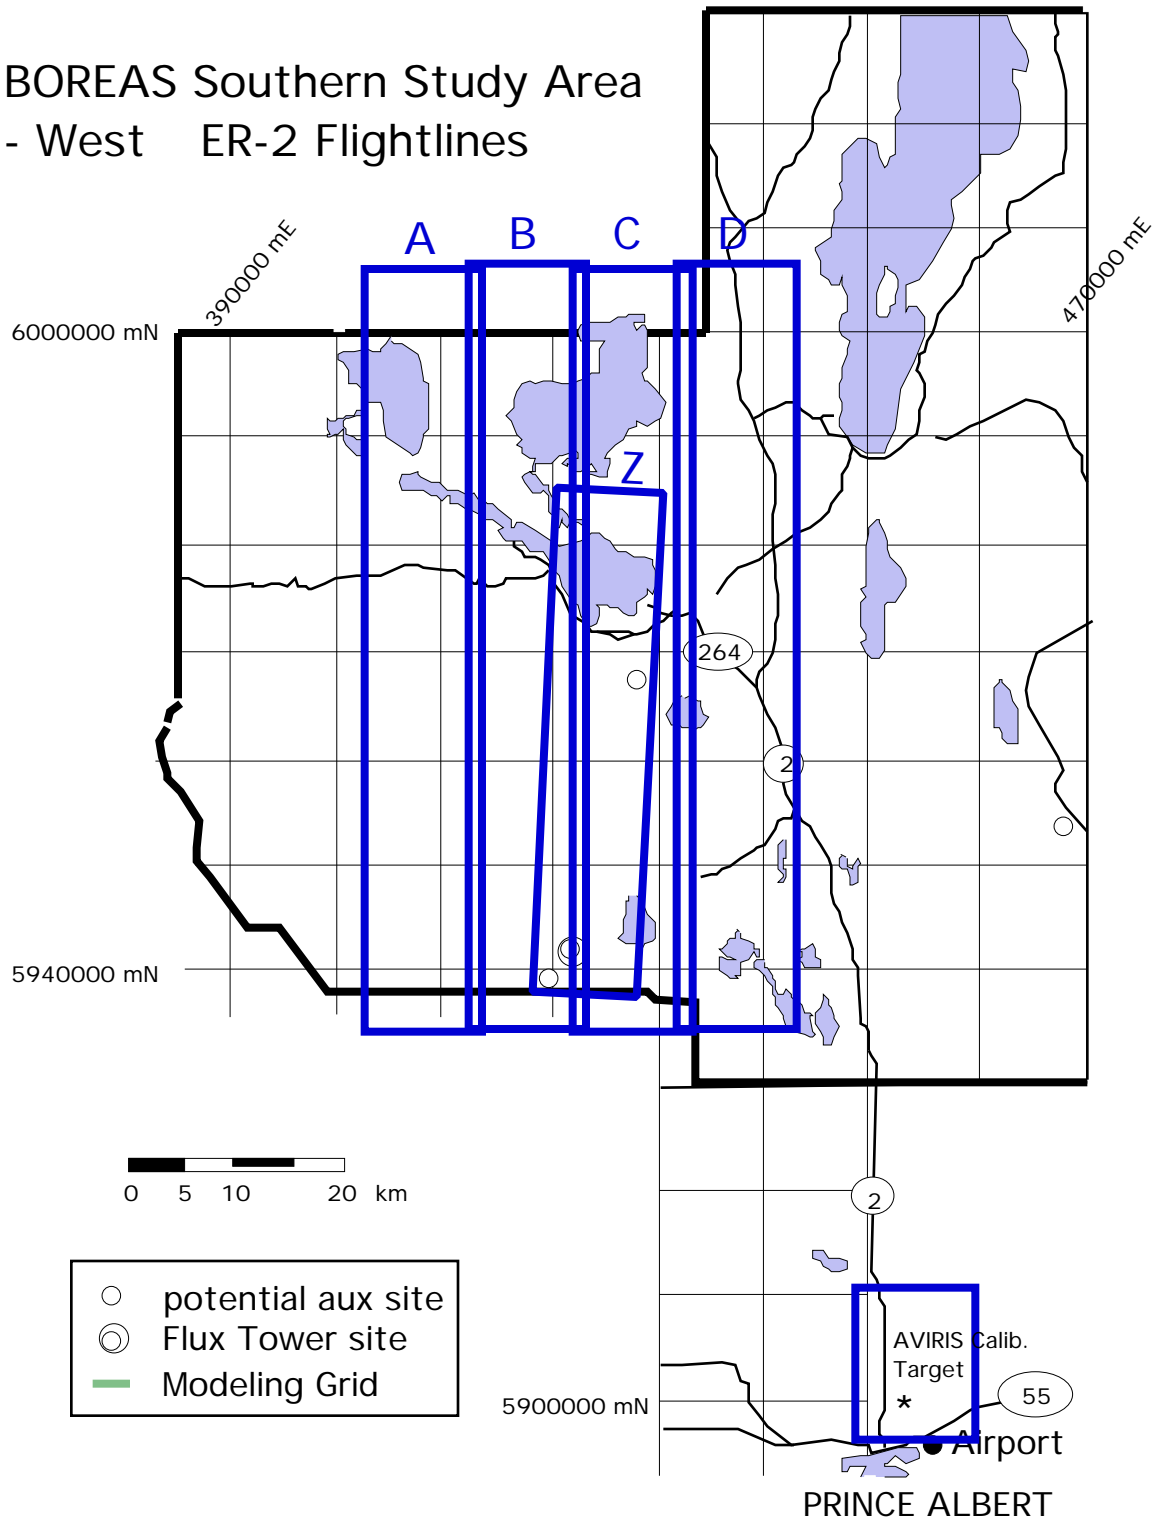 BOREAS Southern Study Area
- West ER-2 Flightlines
A
B
C
D
390000 mE
470000 mE
6000000 mN
Z
264
2
5940000 mN
0 5 10 20 km
2
potential aux site
Flux Tower site
Modeling Grid
AVIRIS Calib.
Target
*
55
5900000 mN
Airport
PRINCE ALBERT